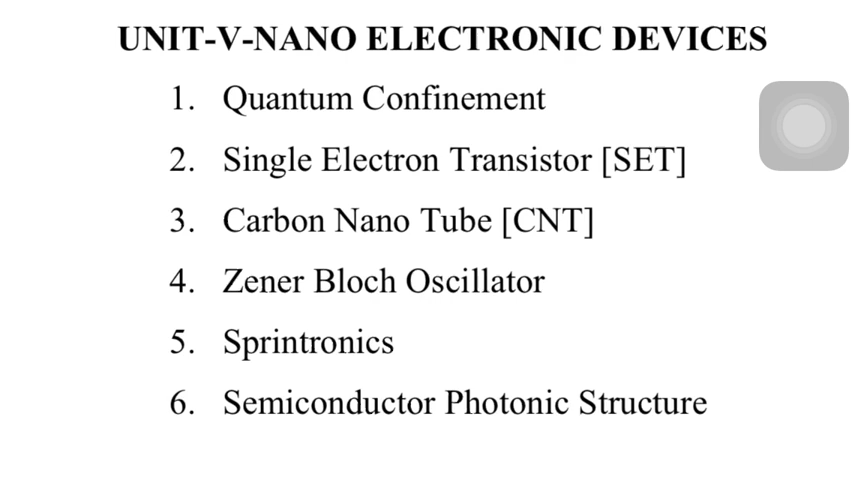 UNIT-V-NANO ELECTRONIC DEVICES
1. Quantum Confinement
2. Single Electron Transistor [SET]
3. Carbon Nano Tube [CNT]
4. Zener Bloch Oscillator
5. Sprintronics
6. Semiconductor Photonic Structure